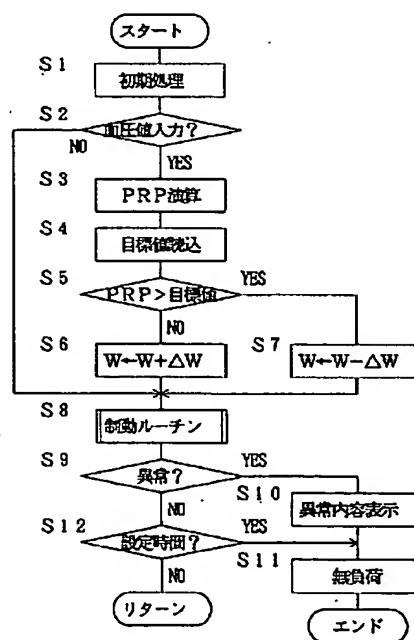 スタート
S1
初期処理
S2
血圧値入力？
NO
YES
S3
PRP演算
S4
目標値読込
S5
PRP>目標値
YES
NO
S6
W←W+△W
S7
W←W-△W
S8
制動ルーチン
S9
異常？
YES
NO
S10
異常内容表示
S12
設定時間？
YES
NO
S11
無負荷
リターン
エンド